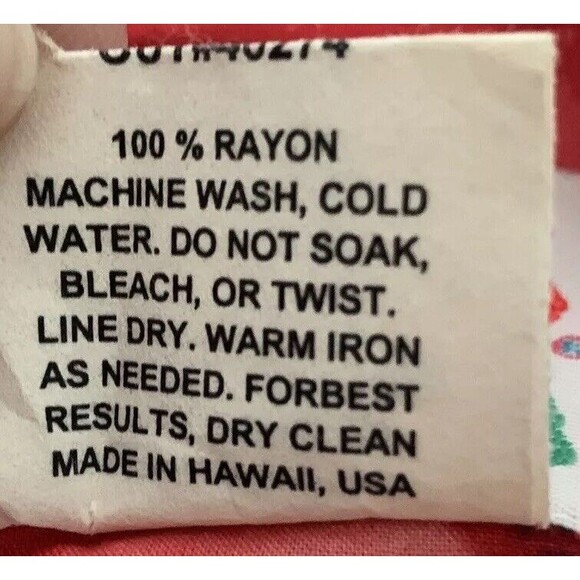 100 % RAYON
MACHINE WASH, COLD
WATER. DO NOT SOAK,
BLEACH, OR TWIST.
LINE DRY. WARM IRON
AS NEEDED. FORBEST
RESULTS, DRY CLEAN
MADE IN HAWAII, USA